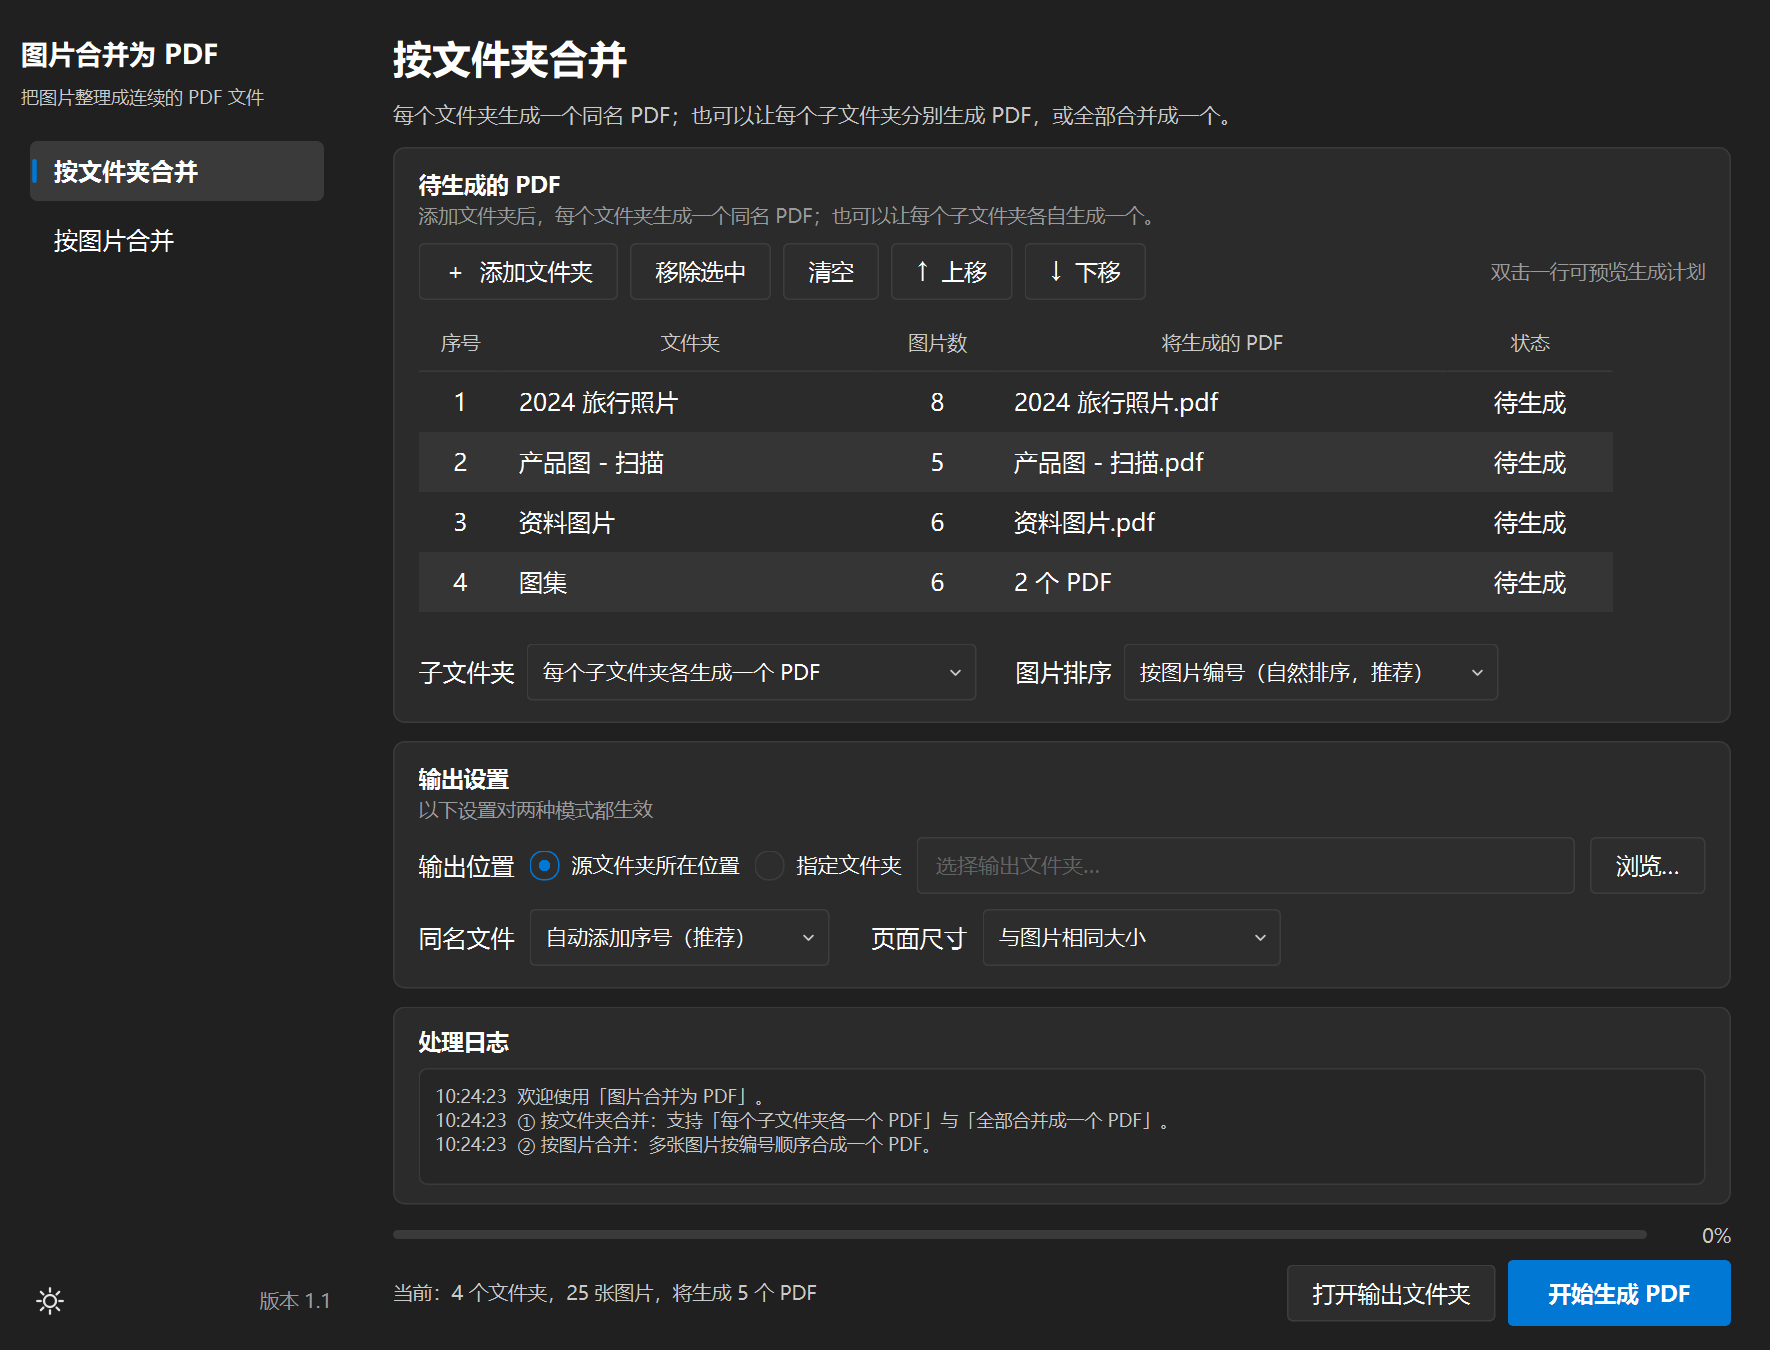 图片合并为 PDF
把图片整理成连续的 PDF 文件
按文件夹合并
按图片合并
按文件夹合并
每个文件夹生成一个同名 PDF；也可以让每个子文件夹分别生成 PDF，或全部合并成一个。
待生成的 PDF
添加文件夹后，每个文件夹生成一个同名 PDF；也可以让每个子文件夹各自生成一个。
+ 添加文件夹 移除选中 清空 ↑ 上移 ↓ 下移 双击一行可预览生成计划
序号 文件夹 图片数 将生成的 PDF 状态
1 2024 旅行照片 8 2024 旅行照片.pdf 待生成
2 产品图 - 扫描 5 产品图 - 扫描.pdf 待生成
3 资料图片 6 资料图片.pdf 待生成
4 图集 6 2 个 PDF 待生成
子文件夹 每个子文件夹各生成一个 PDF 图片排序 按图片编号（自然排序，推荐）
输出设置
以下设置对两种模式都生效
输出位置 源文件夹所在位置 指定文件夹 选择输出文件夹... 浏览...
同名文件 自动添加序号（推荐） 页面尺寸 与图片相同大小
处理日志
10:24:23 欢迎使用「图片合并为 PDF」。
10:24:23 ① 按文件夹合并：支持「每个子文件夹各一个 PDF」与「全部合并成一个 PDF」。
10:24:23 ② 按图片合并：多张图片按编号顺序合成一个 PDF。
0%
当前：4 个文件夹，25 张图片，将生成 5 个 PDF 打开输出文件夹 开始生成 PDF
版本 1.1